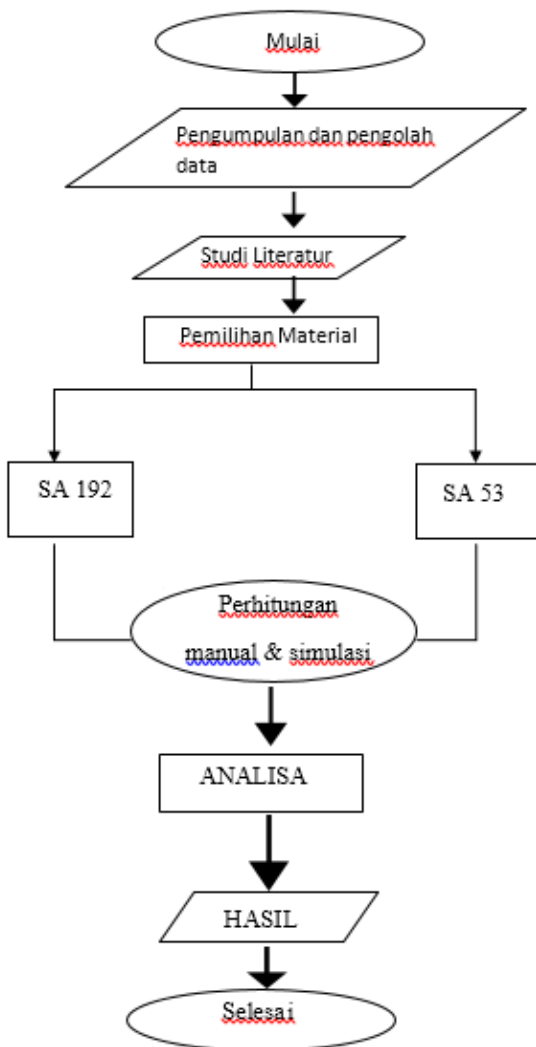 Mulai
Pengumpulan dan pengolah
data
Studi Literatur
Pemilihan Material
SA 192
SA 53
Perhitungan
manual & simulasi
ANALISA
HASIL
Selesai